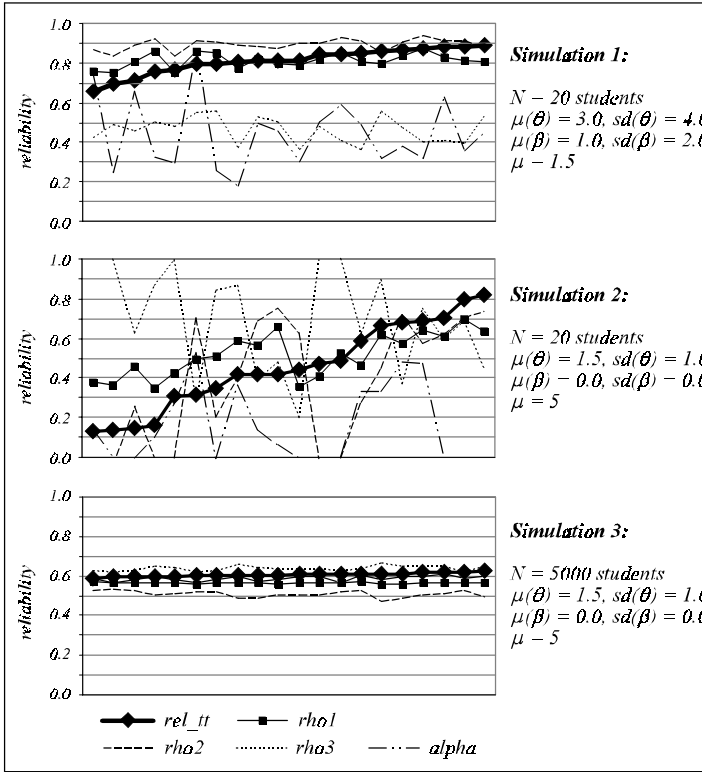 1.0
0.8
0.6
0.4
0.2
0.0
reliability
Simulation 1:
N – 20 students
μ(θ) = 3.0, sd(θ) = 4.0
μ(β) = 1.0, sd(β) = 2.0
μ – 1.5
1.0
0.8
0.6
0.4
0.2
0.0
reliability
Simulation 2:
N = 20 students
μ(θ) = 1.5, sd(θ) = 1.0
μ(β) = 0.0, sd(β) = 0.0
μ = 5
1.0
0.8
0.6
0.4
0.2
0.0
reliability
Simulation 3:
N = 5000 students
μ(θ) = 1.5, sd(θ) = 1.0
μ(β) = 0.0, sd(β) = 0.0
μ – 5
rel_tt rho1
rho2 rho3 alpha